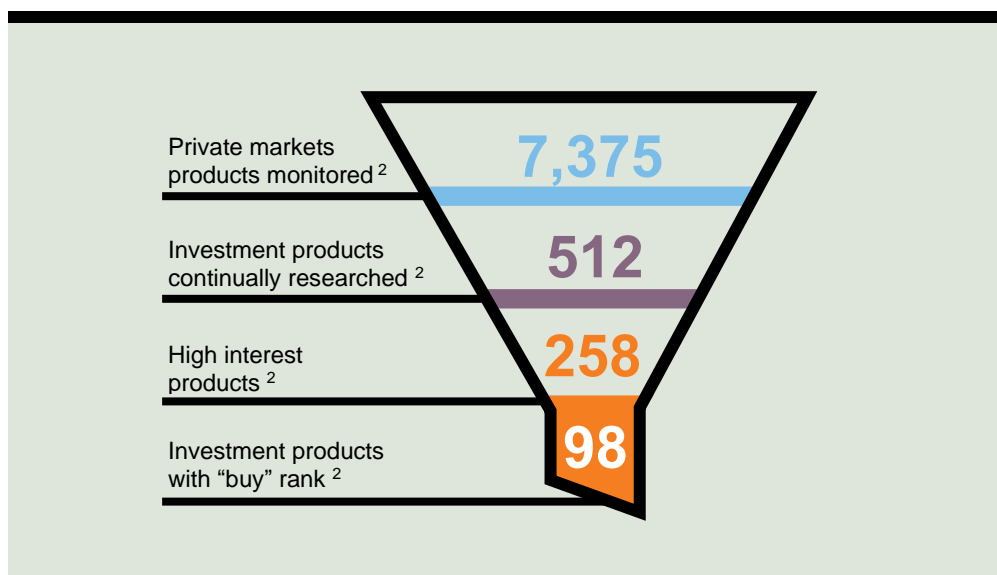 Private markets
products monitored 2
7,375
Investment products
continually researched 2
512
High interest
products 2
258
Investment products
with “buy” rank 2
98